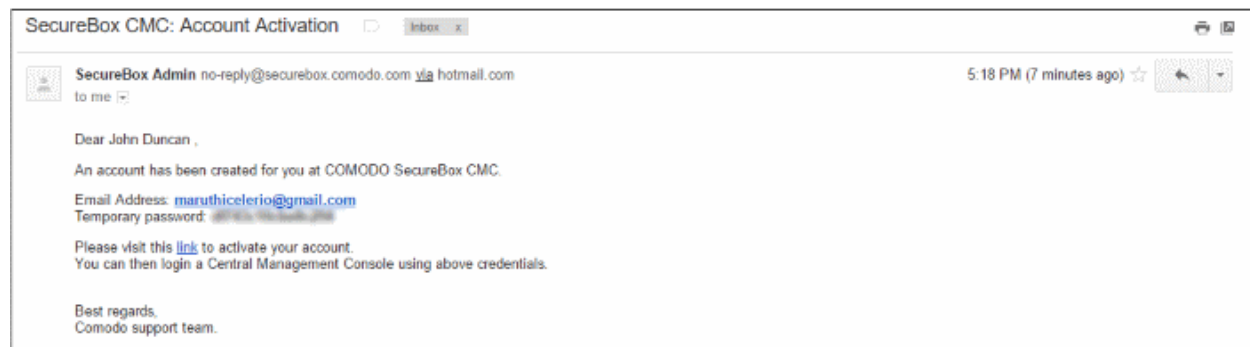 SecureBox CMC: Account Activation Inbox x
SecureBox Admin no-reply@securebox.comodo.com via hotmail.com 5:18 PM (7 minutes ago)
to me
Dear John Duncan ,
An account has been created for you at COMODO SecureBox CMC.
Email Address: maruthicelerio@gmail.com
Temporary password:
Please visit this link to activate your account.
You can then login a Central Management Console using above credentials.
Best regards,
Comodo support team.